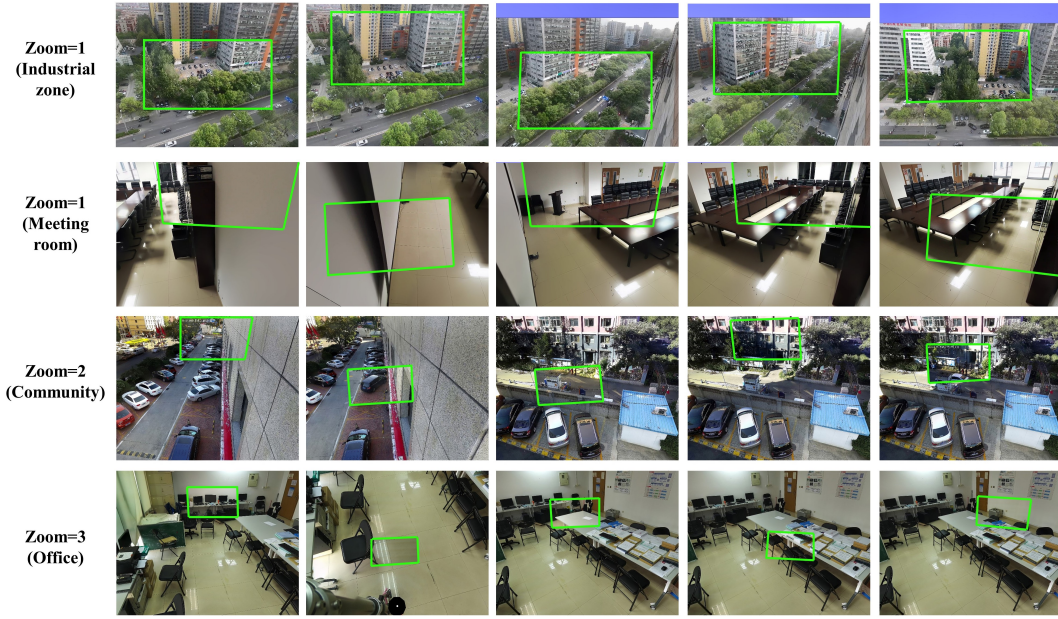 Zoom=1
(Industrial
zone)
Zoom=1
(Meeting
room)
Zoom=2
(Community)
Zoom=3
(Office)